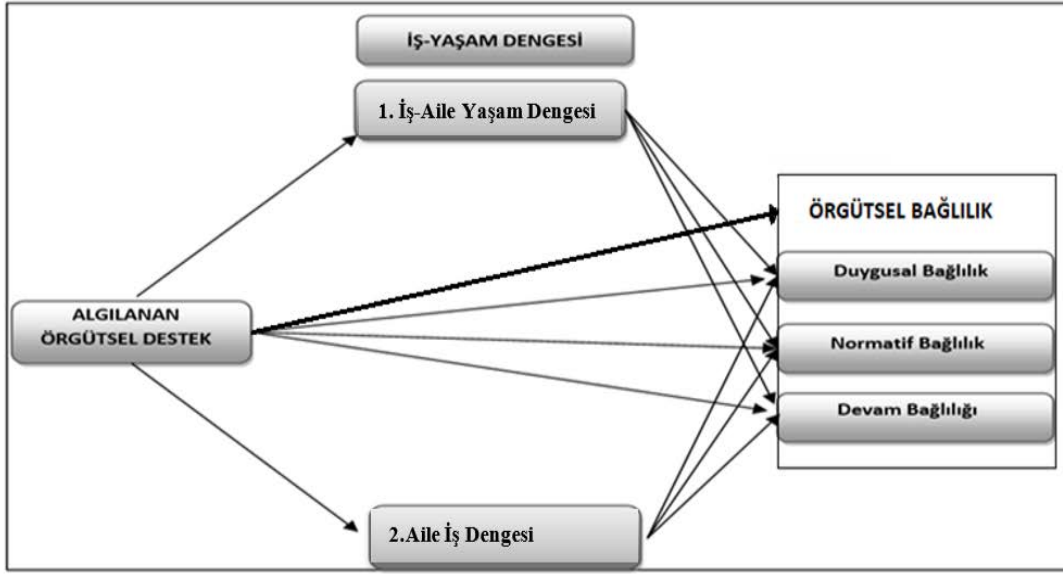 İŞ-YAŞAM DENGESİ
1. İş-Aile Yaşam Dengesi
ÖRGÜTSEL BAĞLILIK
Duygusal Bağlılık
ALGILANAN
ÖRGÜTSEL DESTEK
Normatif Bağlılık
Devam Bağlılığı
2.Aile İş Dengesi